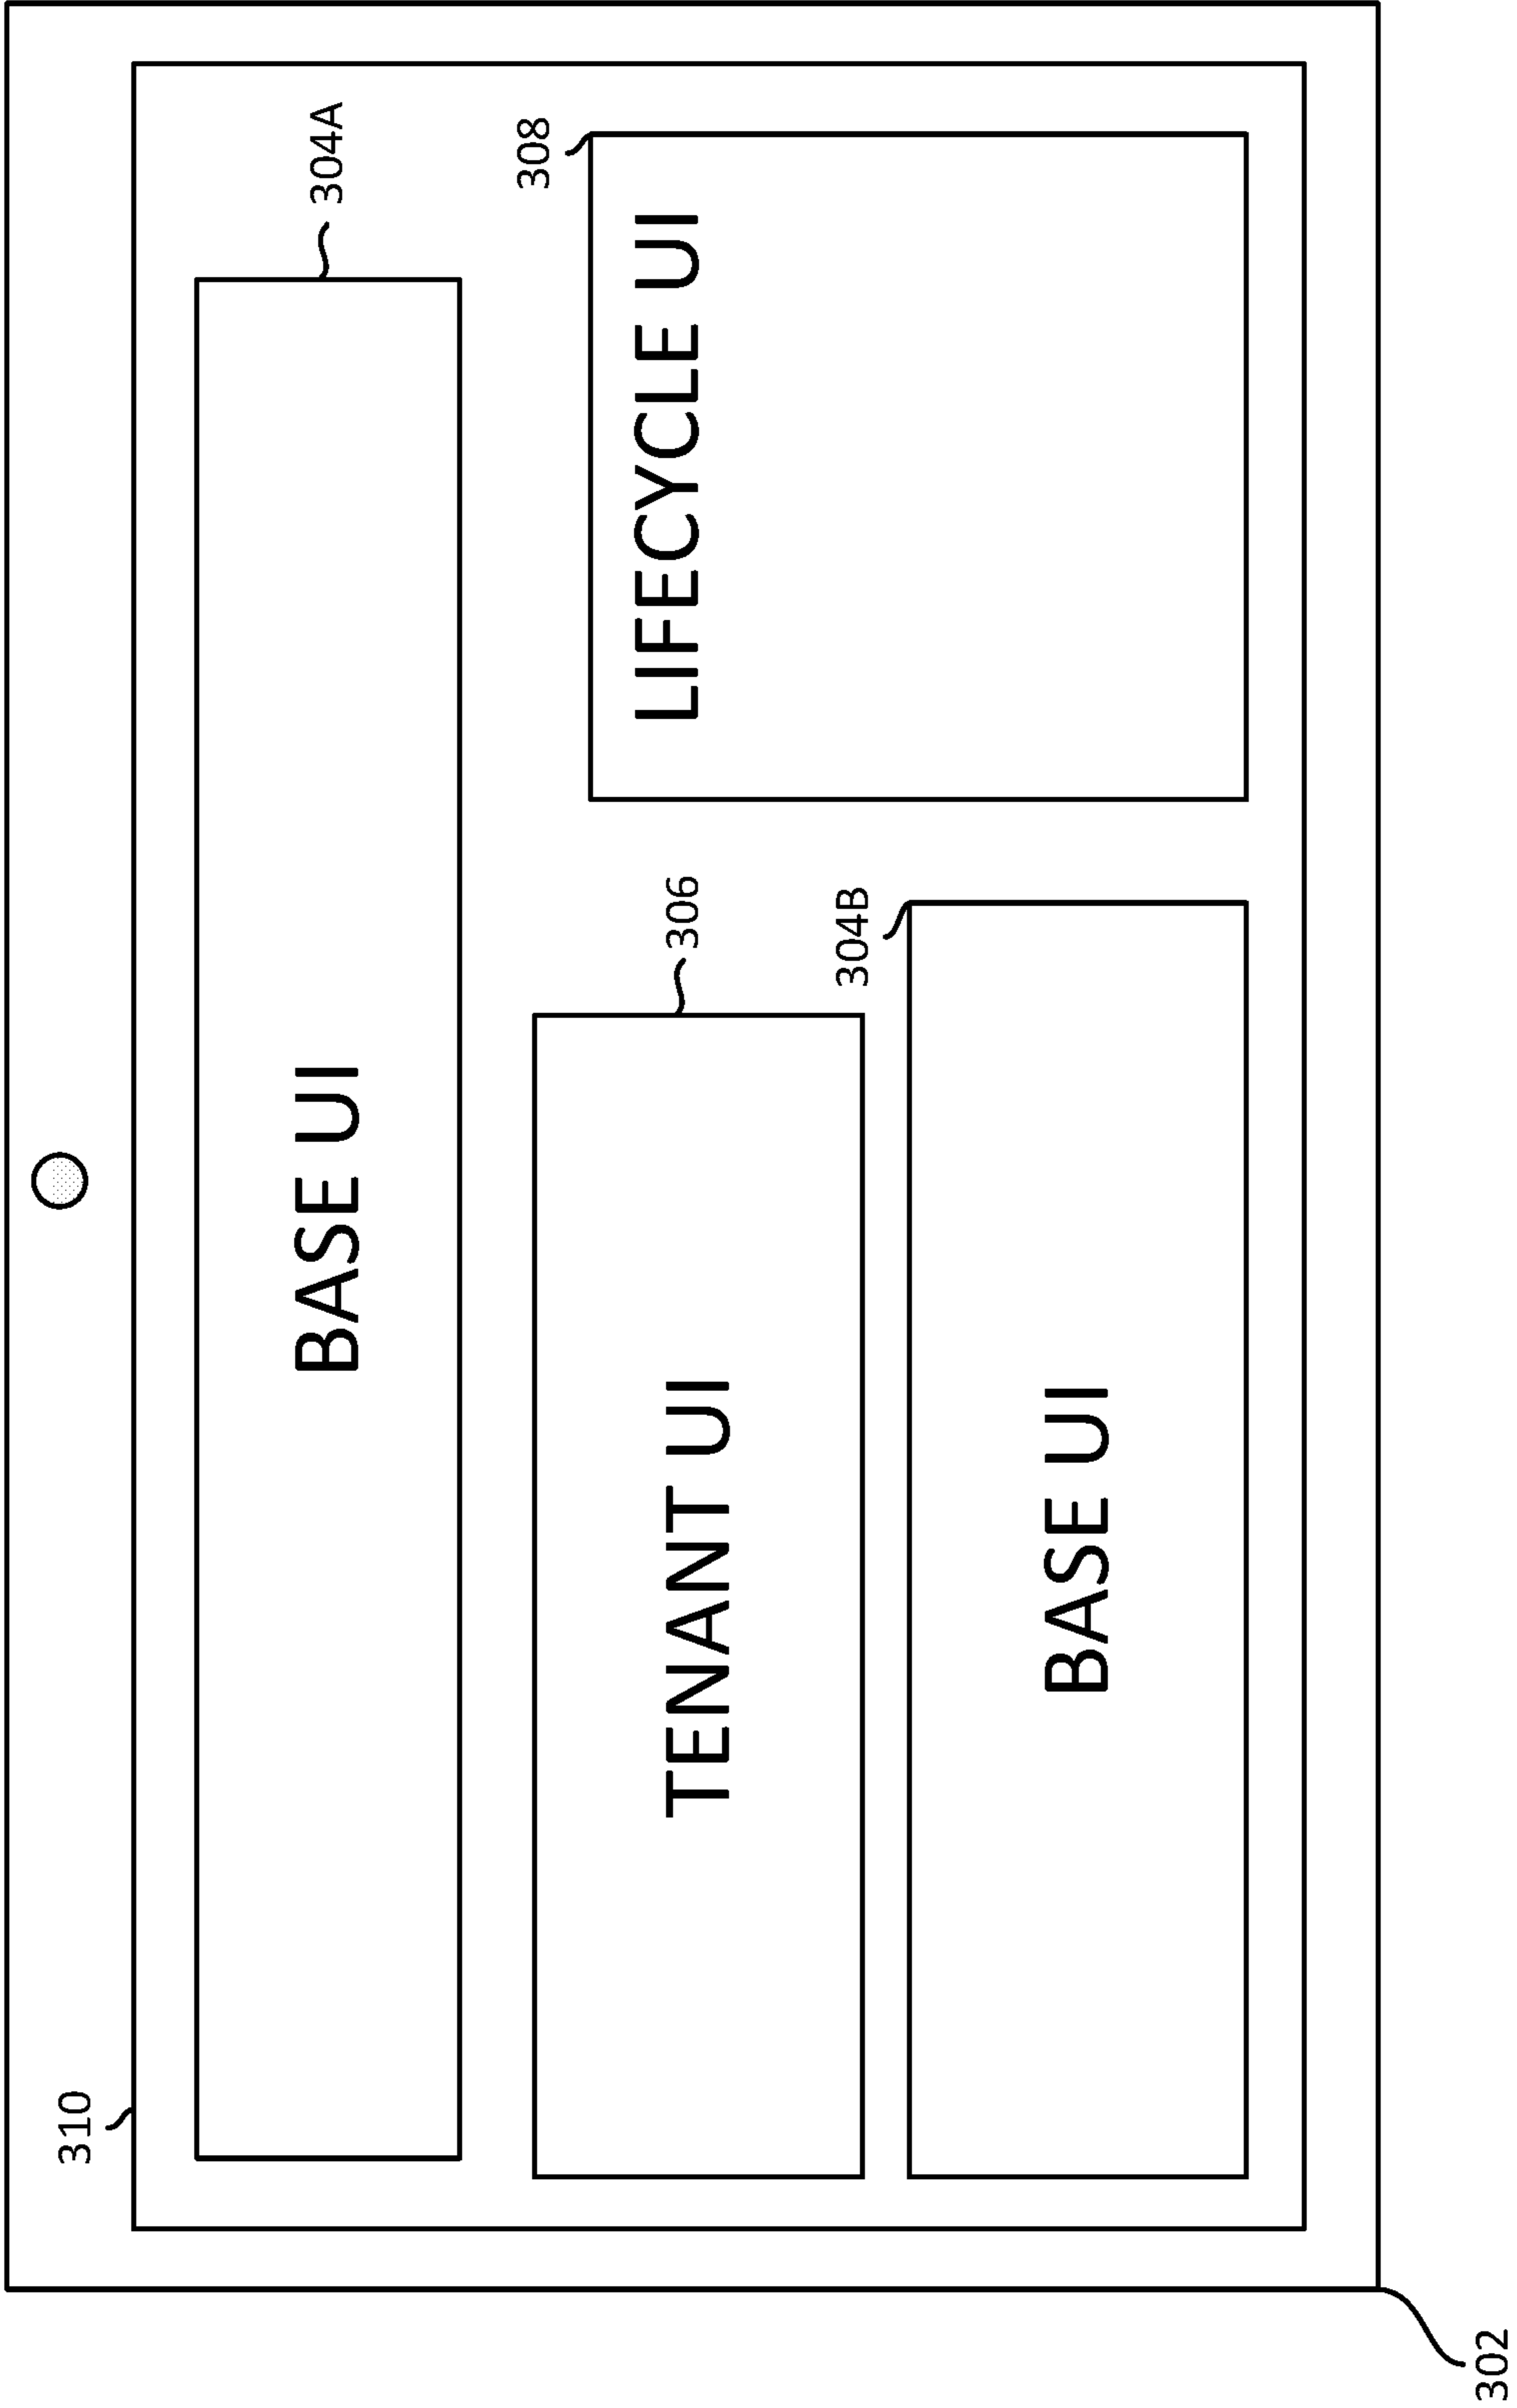 310
304A
BASE UI
308
LIFECYCLE UI
306
TENANT UI
304B
BASE UI
302